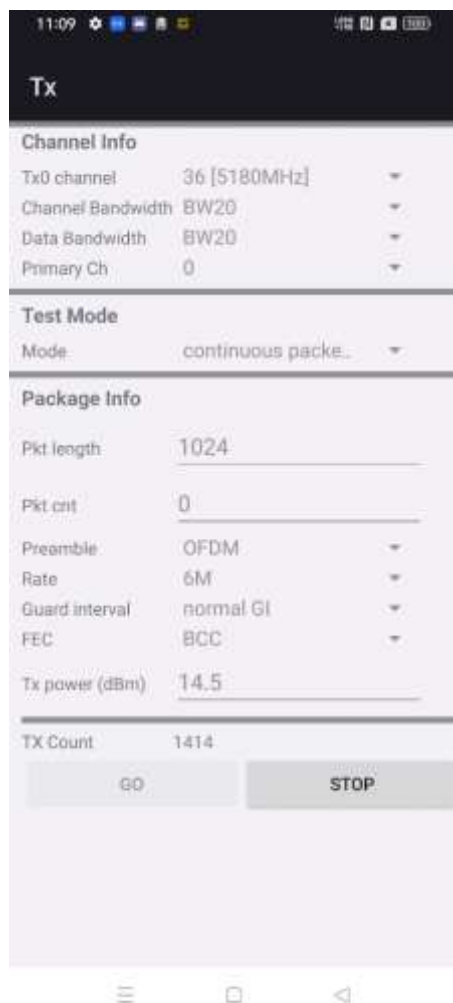 11:09
Tx
Channel Info
Tx0 channel 36 [5180MHz]
Channel Bandwidth BW20
Data Bandwidth BW20
Primary Ch 0
Test Mode
Mode continuous packe..
Package Info
Pkt length 1024
Pkt cnt 0
Preamble OFDM
Rate 6M
Guard interval normal GI
FEC BCC
Tx power (dBm) 14.5
TX Count 1414
GO STOP